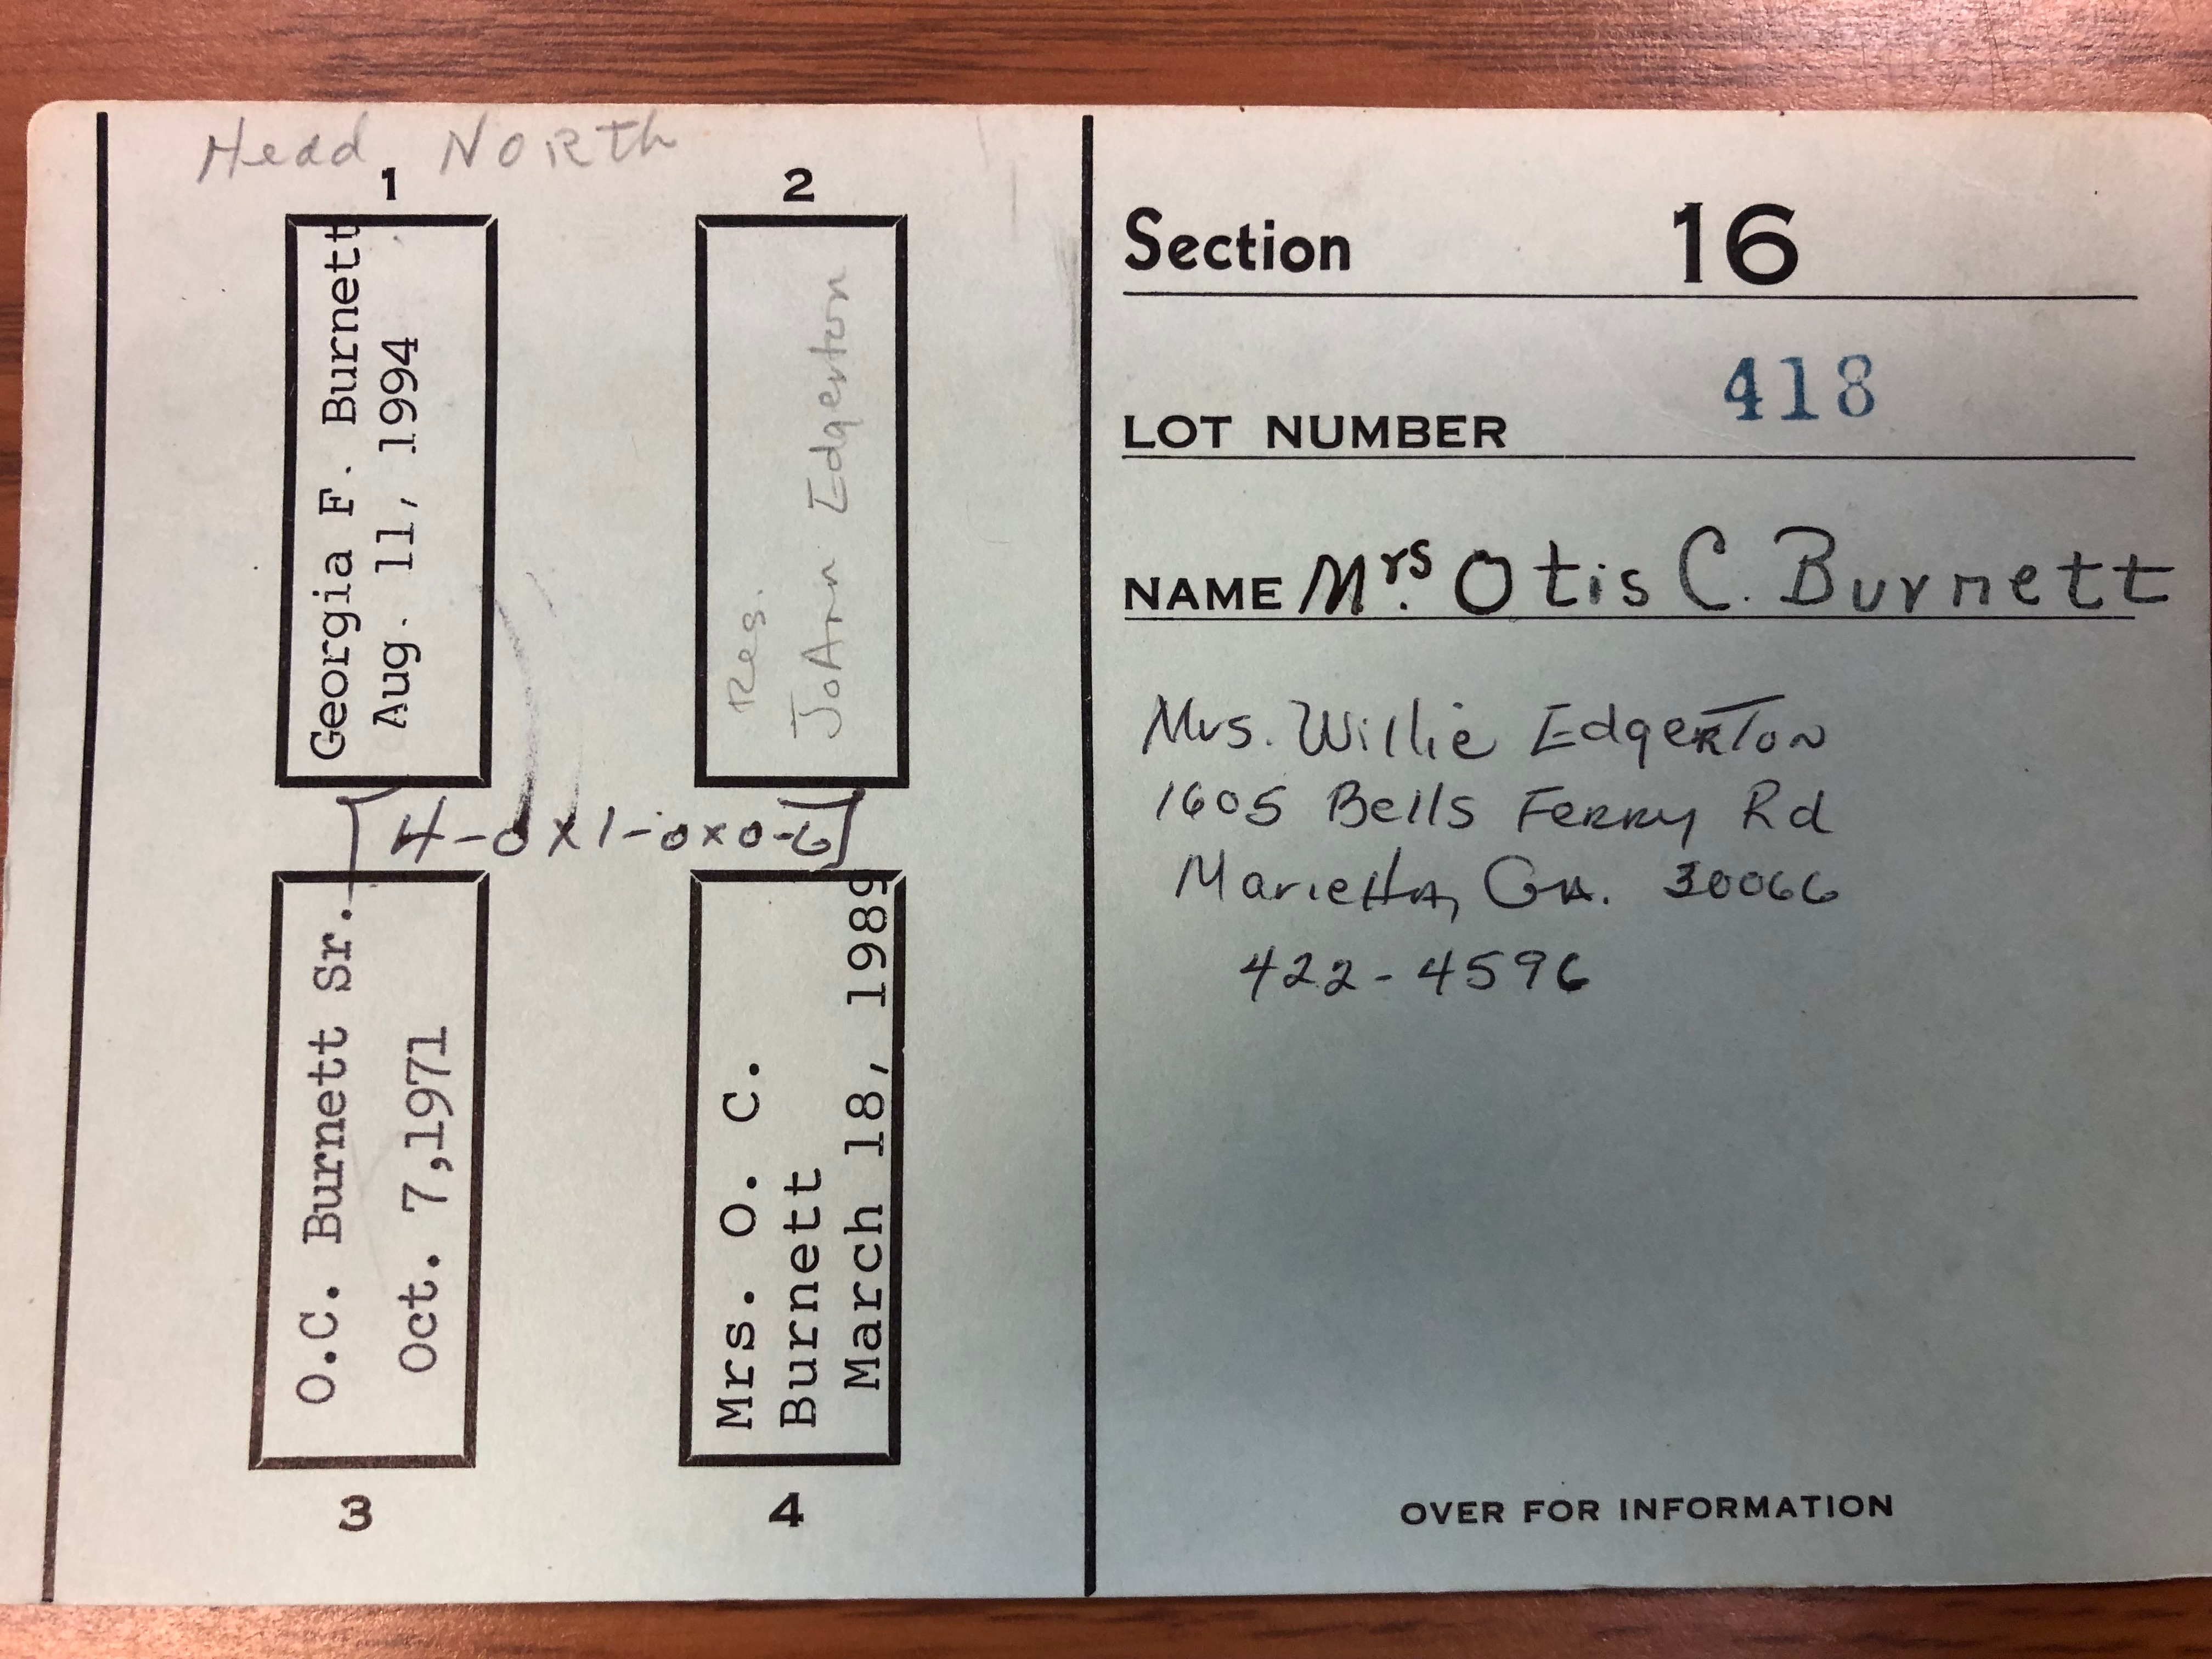 Head NORth
1
2
Georgia F. Burnett
Aug. 11, 1994
Res.
JoAnn Edgerton
4-0x1-0x0-6
O.C. Burnett Sr.
Oct. 7,1971
Mrs. O. C.
Burnett
March 18, 1989
3
4
Section 16
LOT NUMBER 418
NAME Mrs. Otis C. Burnett
Mrs. Willie Edgerton
1605 Bells Ferry Rd
Marietta, GA. 30066
422-4596
OVER FOR INFORMATION